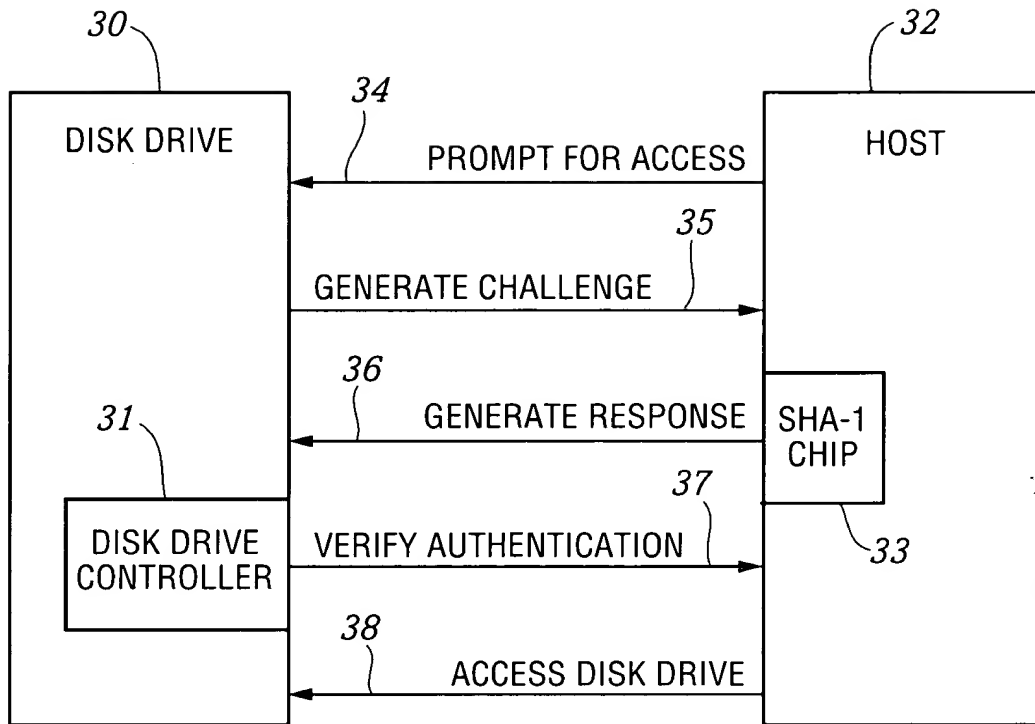 30
32
DISK DRIVE
34
HOST
PROMPT FOR ACCESS
35
GENERATE CHALLENGE
36
GENERATE RESPONSE
SHA-1
CHIP
31
37
33
DISK DRIVE
CONTROLLER
VERIFY AUTHENTICATION
38
ACCESS DISK DRIVE